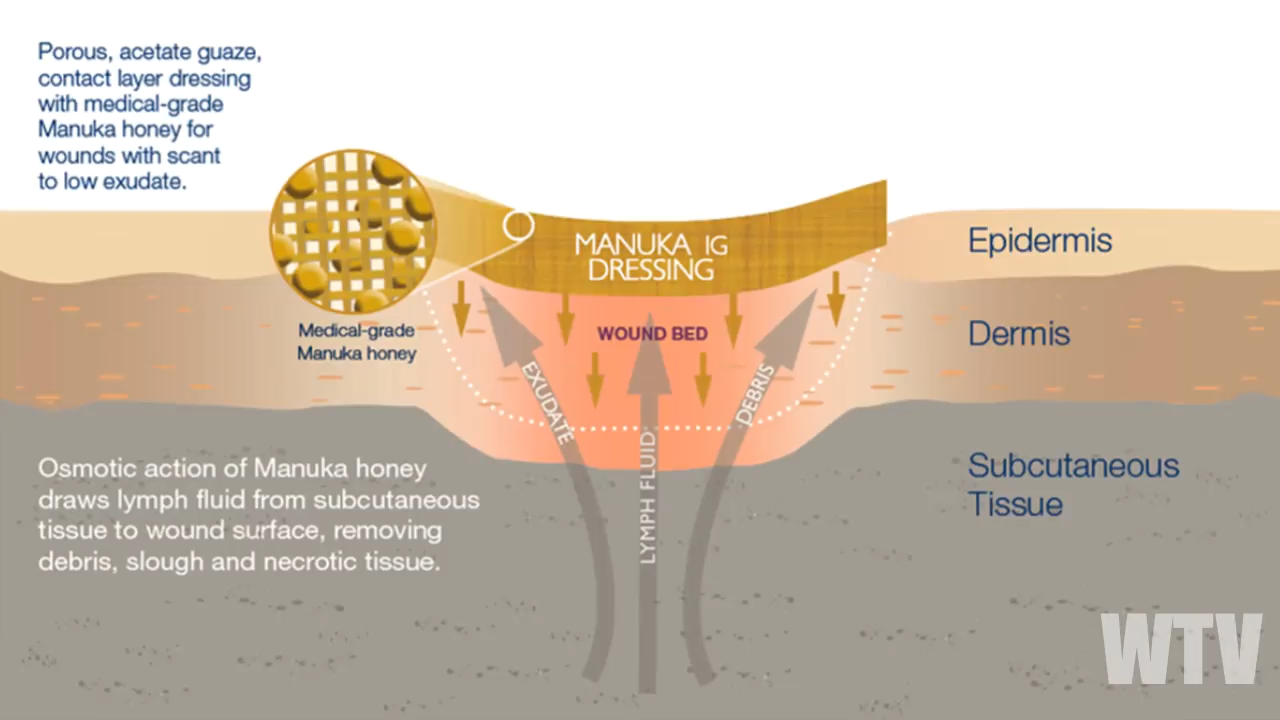 Porous, acetate guaze,
contact layer dressing
with medical-grade
Manuka honey for
wounds with scant
to low exudate.
MANUKA IG
DRESSING
Epidermis
WOUND BED
Medical-grade
Manuka honey
Dermis
EXUDATE
LYMPH FLUID
DEBRIS
Osmotic action of Manuka honey
draws lymph fluid from subcutaneous
tissue to wound surface, removing
debris, slough and necrotic tissue.
Subcutaneous
Tissue
WTV